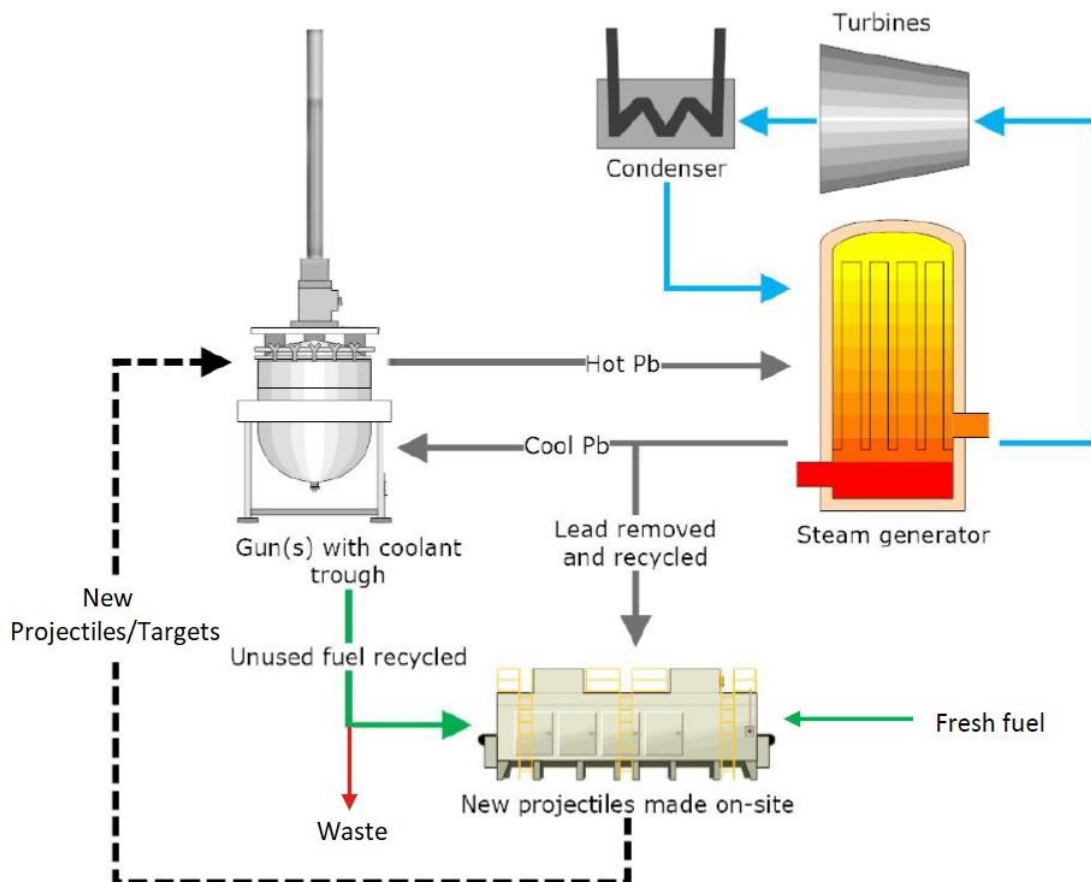 Turbines
Condenser
Hot Pb
Cool Pb
Steam generator
Lead removed
and recycled
Gun(s) with coolant
trough
New
Projectiles/Targets
Unused fuel recycled
Fresh fuel
New projectiles made on-site
Waste